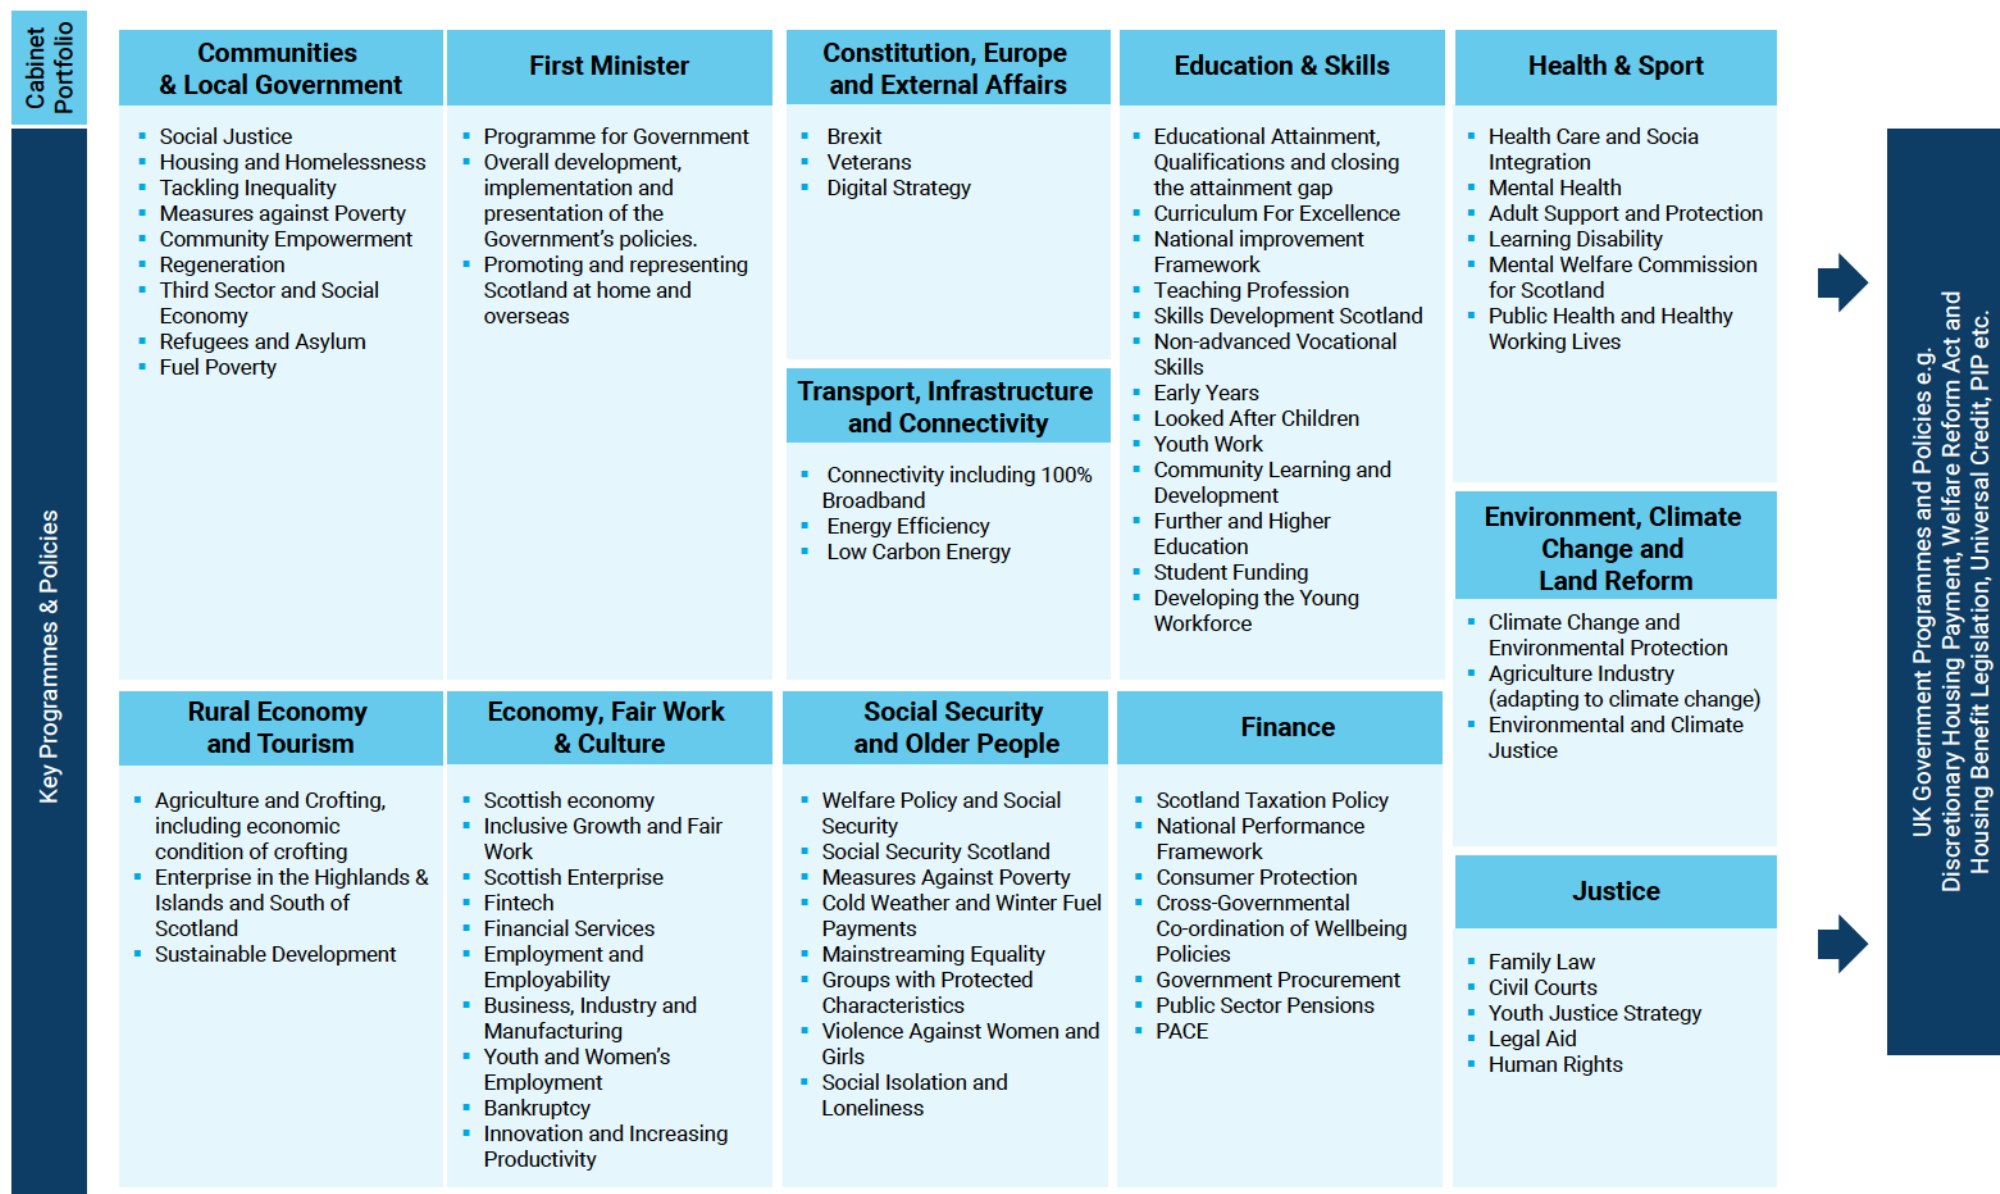 Cabinet
Portfolio
Communities
& Local Government
▪ Social Justice
▪ Housing and Homelessness
▪ Tackling Inequality
▪ Measures against Poverty
▪ Community Empowerment
▪ Regeneration
▪ Third Sector and Social
Economy
▪ Refugees and Asylum
▪ Fuel Poverty
First Minister
▪ Programme for Government
▪ Overall development,
implementation and
presentation of the
Government's policies.
▪ Promoting and representing
Scotland at home and
overseas
Constitution, Europe
and External Affairs
▪ Brexit
▪ Veterans
▪ Digital Strategy
Transport, Infrastructure
and Connectivity
▪ Connectivity including 100%
Broadband
▪ Energy Efficiency
▪ Low Carbon Energy
Education & Skills
▪ Educational Attainment,
Qualifications and closing
the attainment gap
▪ Curriculum For Excellence
▪ National improvement
Framework
▪ Teaching Profession
▪ Skills Development Scotland
▪ Non-advanced Vocational
Skills
▪ Early Years
▪ Looked After Children
▪ Youth Work
▪ Community Learning and
Development
▪ Further and Higher
Education
▪ Student Funding
▪ Developing the Young
Workforce
Health & Sport
▪ Health Care and Socia
Integration
▪ Mental Health
▪ Adult Support and Protection
▪ Learning Disability
▪ Mental Welfare Commission
for Scotland
▪ Public Health and Healthy
Working Lives
Environment, Climate
Change and
Land Reform
▪ Climate Change and
Environmental Protection
▪ Agriculture Industry
(adapting to climate change)
▪ Environmental and Climate
Justice
Key Programmes & Policies
Rural Economy
and Tourism
▪ Agriculture and Crofting,
including economic
condition of crofting
▪ Enterprise in the Highlands &
Islands and South of
Scotland
▪ Sustainable Development
Economy, Fair Work
& Culture
▪ Scottish economy
▪ Inclusive Growth and Fair
Work
▪ Scottish Enterprise
▪ Fintech
▪ Financial Services
▪ Employment and
Employability
▪ Business, Industry and
Manufacturing
▪ Youth and Women's
Employment
▪ Bankruptcy
▪ Innovation and Increasing
Productivity
Social Security
and Older People
▪ Welfare Policy and Social
Security
▪ Social Security Scotland
▪ Measures Against Poverty
▪ Cold Weather and Winter Fuel
Payments
▪ Mainstreaming Equality
▪ Groups with Protected
Characteristics
▪ Violence Against Women and
Girls
▪ Social Isolation and
Loneliness
Finance
▪ Scotland Taxation Policy
▪ National Performance
Framework
▪ Consumer Protection
▪ Cross-Governmental
Co-ordination of Wellbeing
Policies
▪ Government Procurement
▪ Public Sector Pensions
▪ PACE
Justice
▪ Family Law
▪ Civil Courts
▪ Youth Justice Strategy
▪ Legal Aid
▪ Human Rights
UK Government Programmes and Policies e.g.
Discretionary Housing Payment, Welfare Reform Act and
Housing Benefit Legislation, Universal Credit, PIP etc.